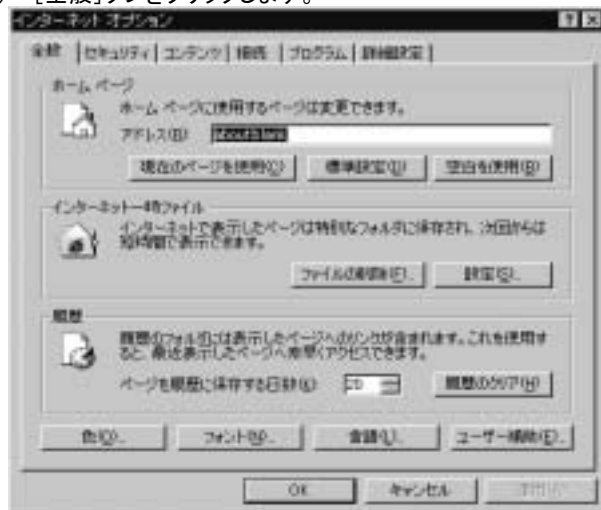 [全般]タブをクリックします。
インターネット オプション
全般 セキュリティ コンテンツ 接続 プログラム 詳細設定
ホーム ページ
ホーム ページに使用するページは変更できます。
アドレス(R) about:blank
現在のページを使用(C) 標準設定(D) 空白を使用(B)
インターネット一時ファイル
インターネットで表示したページは特別なフォルダに保存され、次回からは
短時間で表示できます。
ファイルの削除(F)... 設定(S)...
履歴
履歴のフォルダには表示したページへのリンクが含まれます。これを使用す
ると、最近表示したページへ素早くアクセスできます。
ページを履歴に保存する日数(K) 20 履歴のクリア(H)
色(O)... フォント(N)... 言語(L)... ユーザー補助(E)...
OK キャンセル